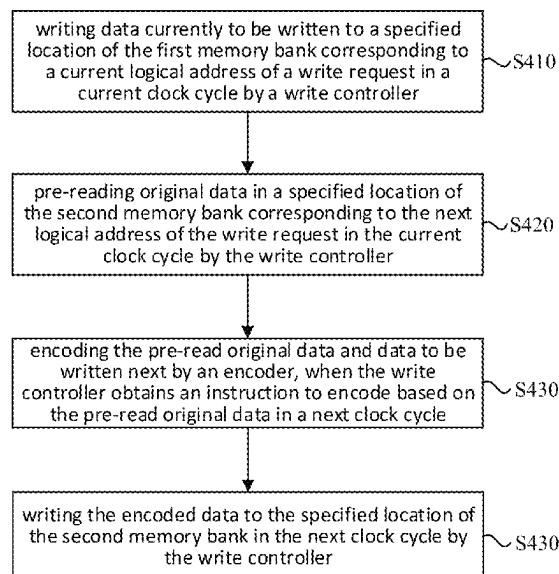 writing data currently to be written to a specified
location of the first memory bank corresponding to
a current logical address of a write request in a
current clock cycle by a write controller
S410
pre-reading original data in a specified location of
the second memory bank corresponding to the next
logical address of the write request in the current
clock cycle by the write controller
S420
encoding the pre-read original data and data to be
written next by an encoder, when the write
controller obtains an instruction to encode based on
the pre-read original data in a next clock cycle
S430
writing the encoded data to the specified location of
the second memory bank in the next clock cycle by
the write controller
S430